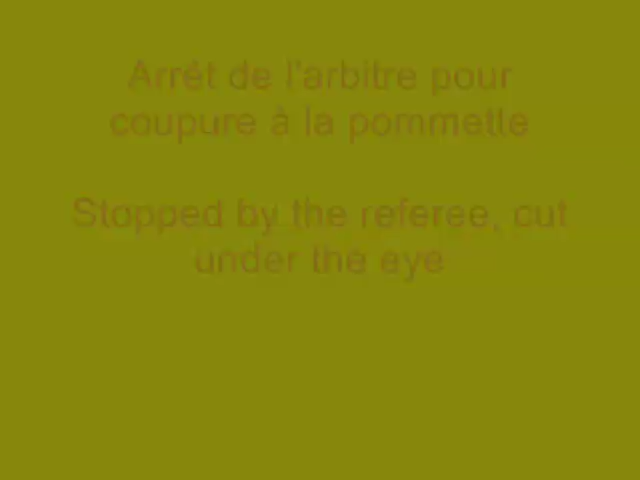 Arrêt de l'arbitre pour
coupure à la pommette
Stopped by the referee, cut
under the eye